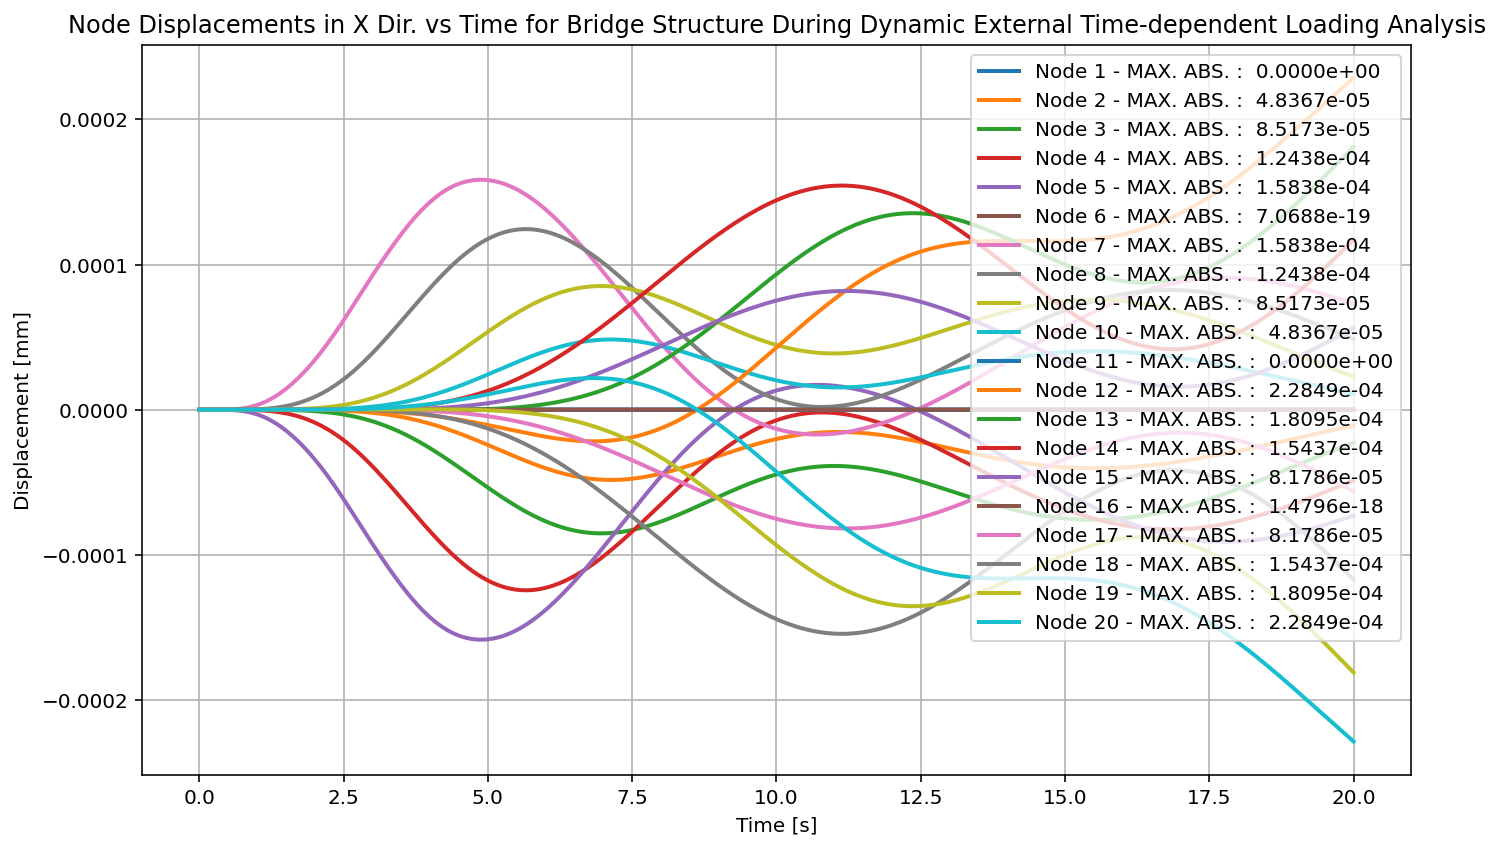 Node Displacements in X Dir. vs Time for Bridge Structure During Dynamic External Time-dependent Loading Analysis
Node 1 - MAX. ABS. : 0.0000e+00
Node 2 - MAX. ABS. : 4.8367e-05
Node 3 - MAX. ABS. : 8.5173e-05
Node 4 - MAX. ABS. : 1.2438e-04
Node 5 - MAX. ABS. : 1.5838e-04
Node 6 - MAX. ABS. : 7.0688e-19
Node 7 - MAX. ABS. : 1.5838e-04
Node 8 - MAX. ABS. : 1.2438e-04
Node 9 - MAX. ABS. : 8.5173e-05
Node 10 - MAX. ABS. : 4.8367e-05
Node 11 - MAX. ABS. : 0.0000e+00
Node 12 - MAX. ABS. : 2.2849e-04
Node 13 - MAX. ABS. : 1.8095e-04
Node 14 - MAX. ABS. : 1.5437e-04
Node 15 - MAX. ABS. : 8.1786e-05
Node 16 - MAX. ABS. : 1.4796e-18
Node 17 - MAX. ABS. : 8.1786e-05
Node 18 - MAX. ABS. : 1.5437e-04
Node 19 - MAX. ABS. : 1.8095e-04
Node 20 - MAX. ABS. : 2.2849e-04
Displacement [mm]
0.0002
0.0001
0.0000
−0.0001
−0.0002
0.0 2.5 5.0 7.5 10.0 12.5 15.0 17.5 20.0
Time [s]